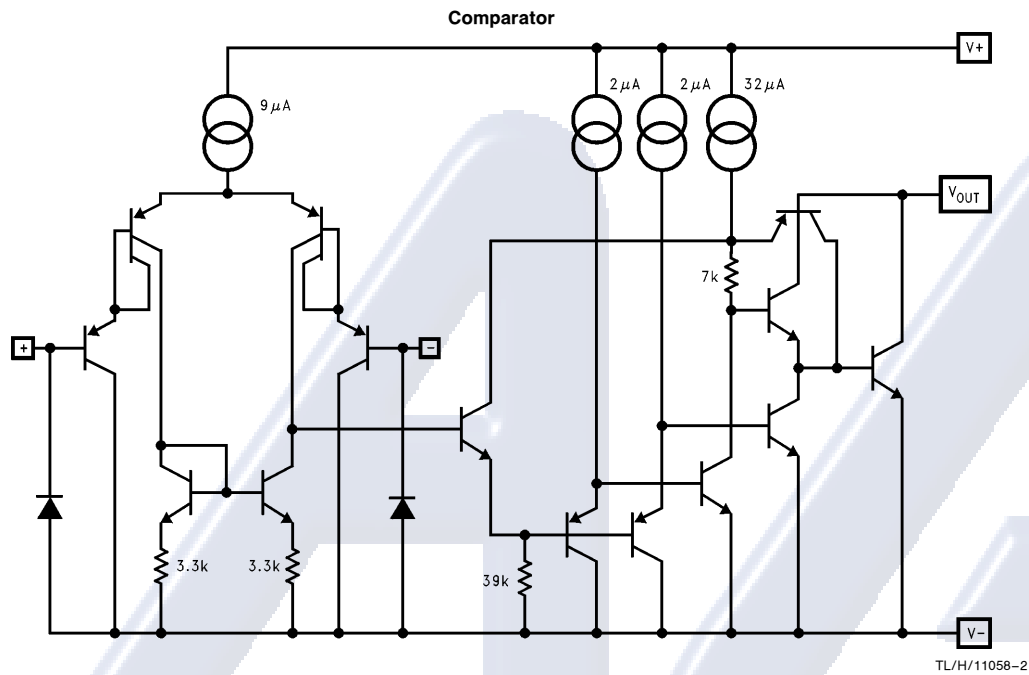 Comparator
V+
9 μA
2 μA
2 μA
32 μA
VOUT
7k
+
-
3.3k
3.3k
39k
V-
TL/H/11058–2